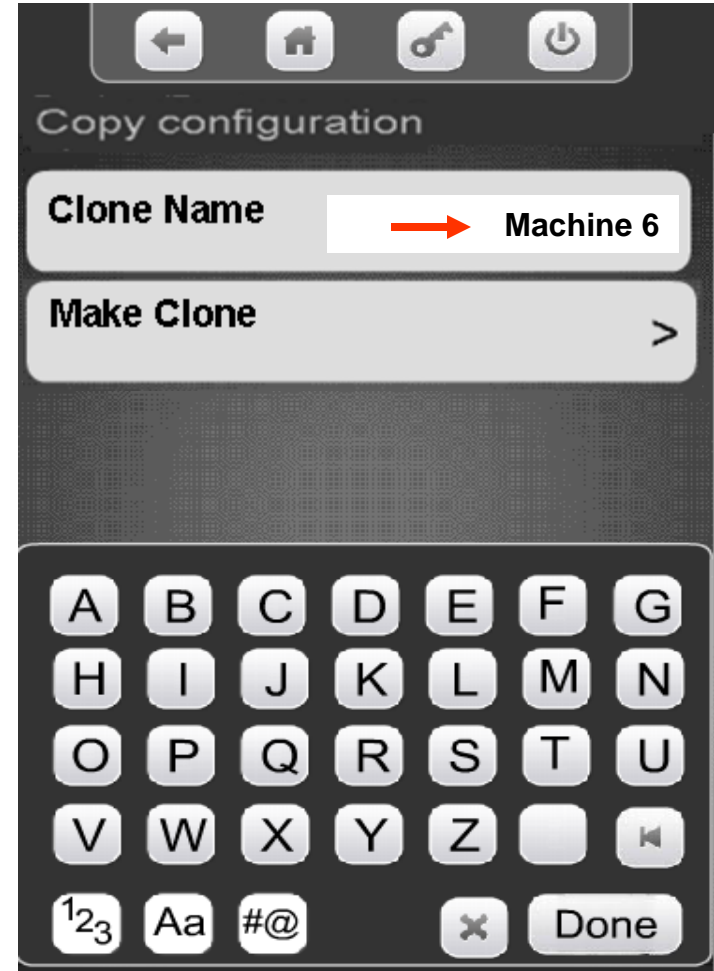 Copy configuration
Clone Name Machine 6
Make Clone >
A B C D E F G
H I J K L M N
O P Q R S T U
V W X Y Z
123 Aa #@ Done